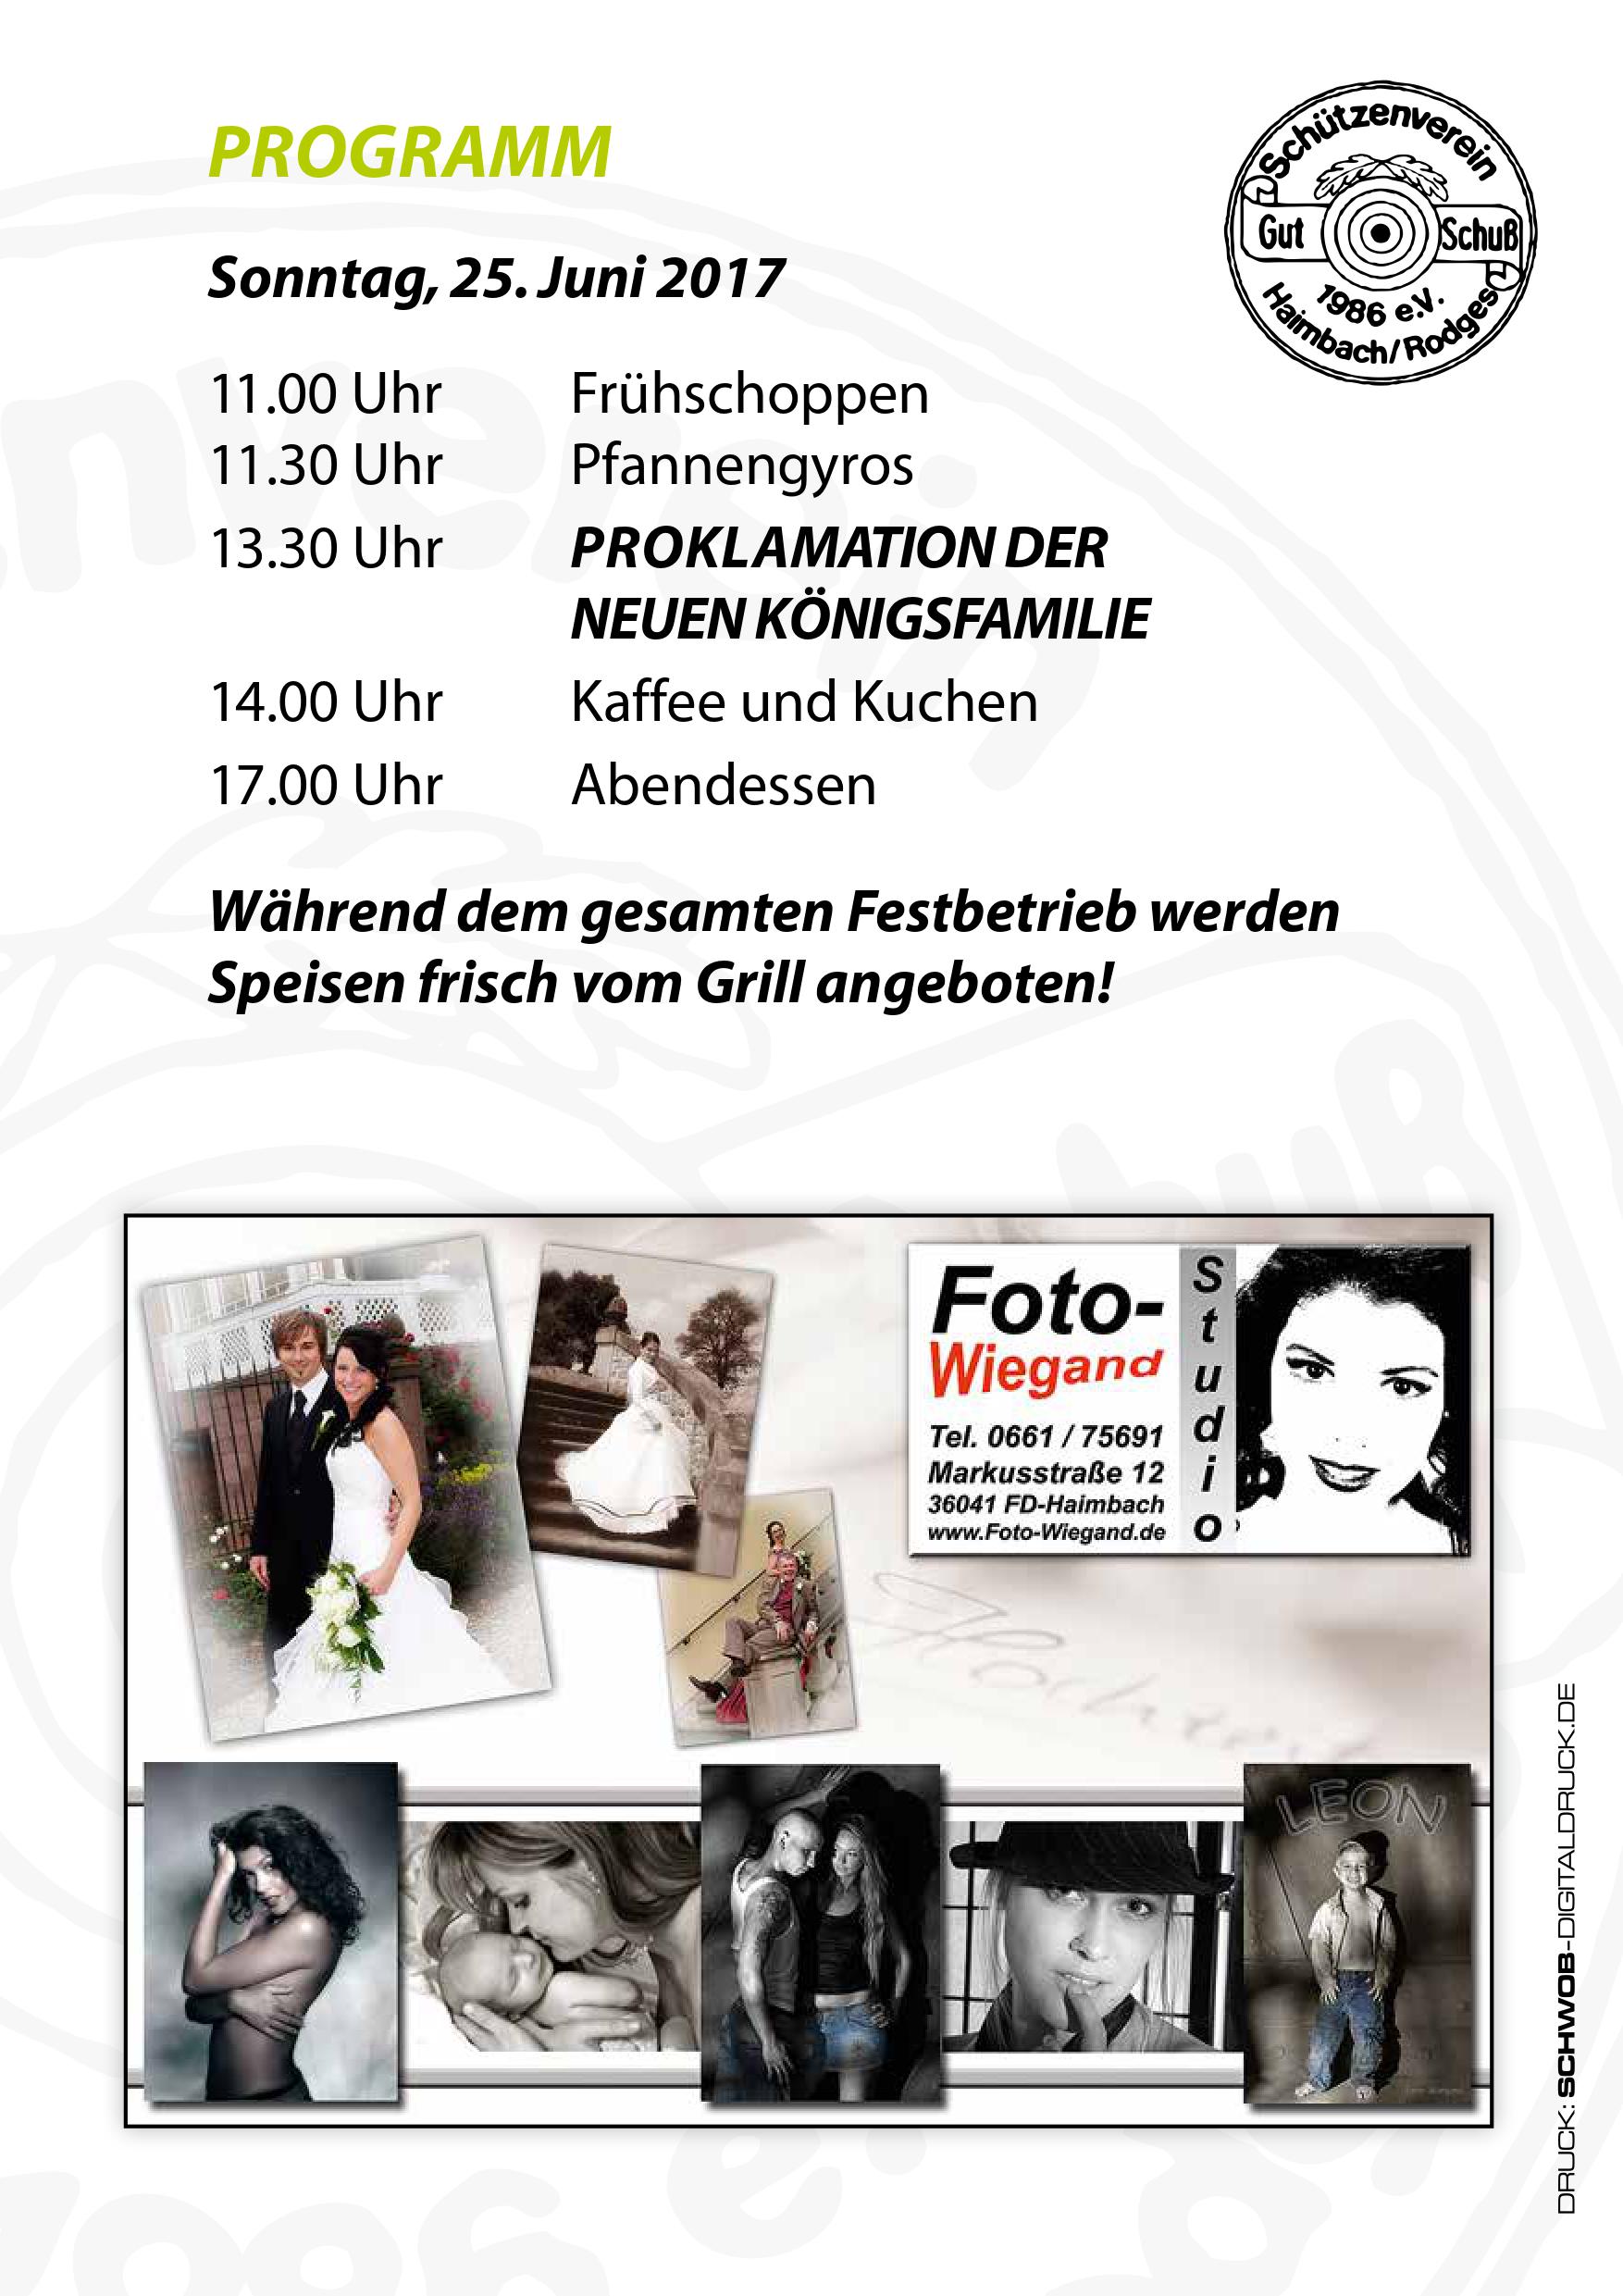 PROGRAMM
Schützenverein
Gut Schuß
1986 e.V.
Haimbach/Rodges
Sonntag, 25. Juni 2017
11.00 Uhr Frühschoppen
11.30 Uhr Pfannengyros
13.30 Uhr PROKLAMATION DER
NEUEN KÖNIGSFAMILIE
14.00 Uhr Kaffee und Kuchen
17.00 Uhr Abendessen
Während dem gesamten Festbetrieb werden
Speisen frisch vom Grill angeboten!
Foto-
Wiegand
Studio
Tel. 0661 / 75691
Markusstraße 12
36041 FD-Haimbach
www.Foto-Wiegand.de
LEON
DRUCK: SCHWOB-DIGITALDRUCK.DE